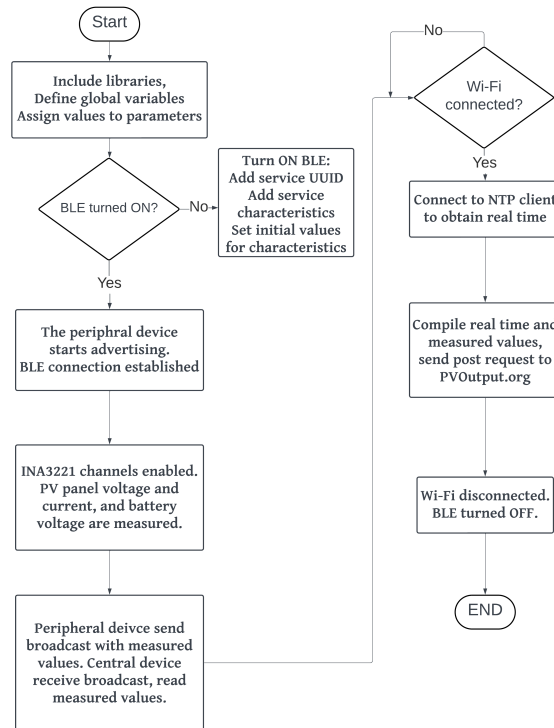 Start
Include libraries,
Define global variables
Assign values to parameters
BLE turned ON?
No
Turn ON BLE:
Add service UUID
Add service
characteristics
Set initial values
for characteristics
Yes
The periphral device
starts advertising.
BLE connection established
INA3221 channels enabled.
PV panel voltage and
current, and battery
voltage are measured.
Peripheral deivce send
broadcast with measured
values. Central device
receive broadcast, read
measured values.
No
Wi-Fi
connected?
Yes
Connect to NTP client
to obtain real time
Compile real time and
measured values,
send post request to
PVOutput.org
Wi-Fi disconnected.
BLE turned OFF.
END